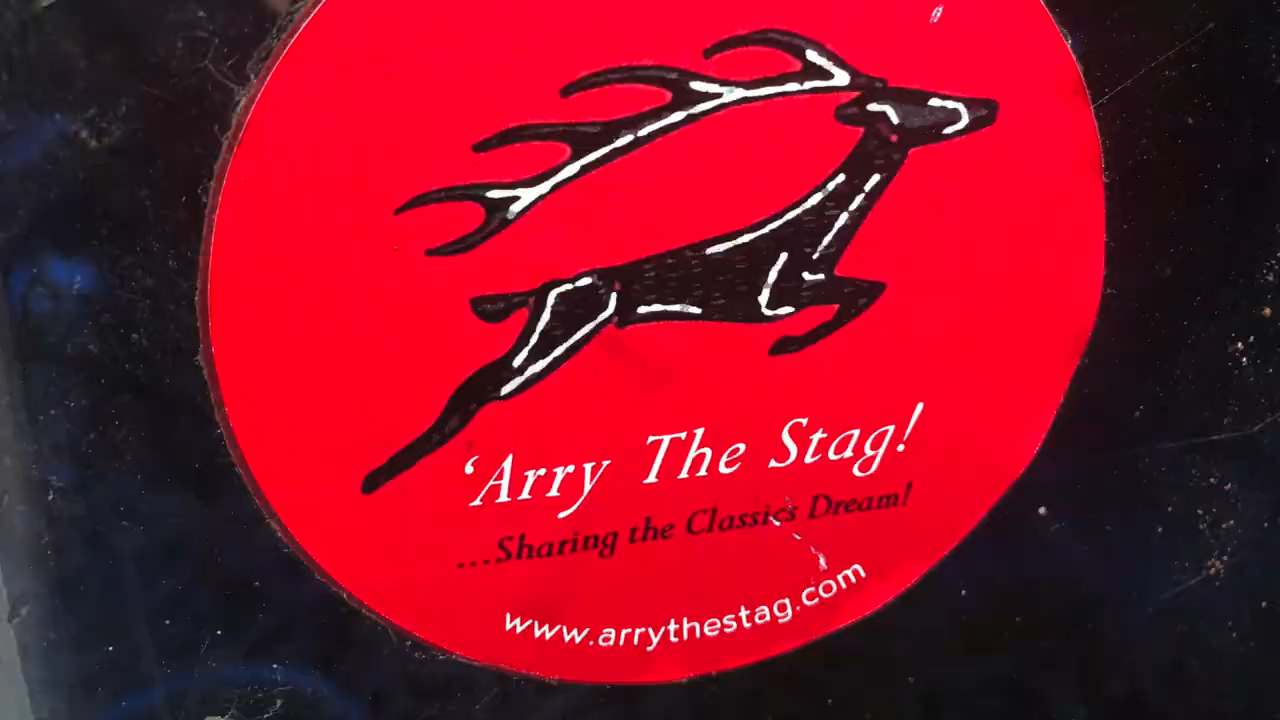 ‘Arry The Stag!
...Sharing the Classics Dream!
www.arrythestag.com